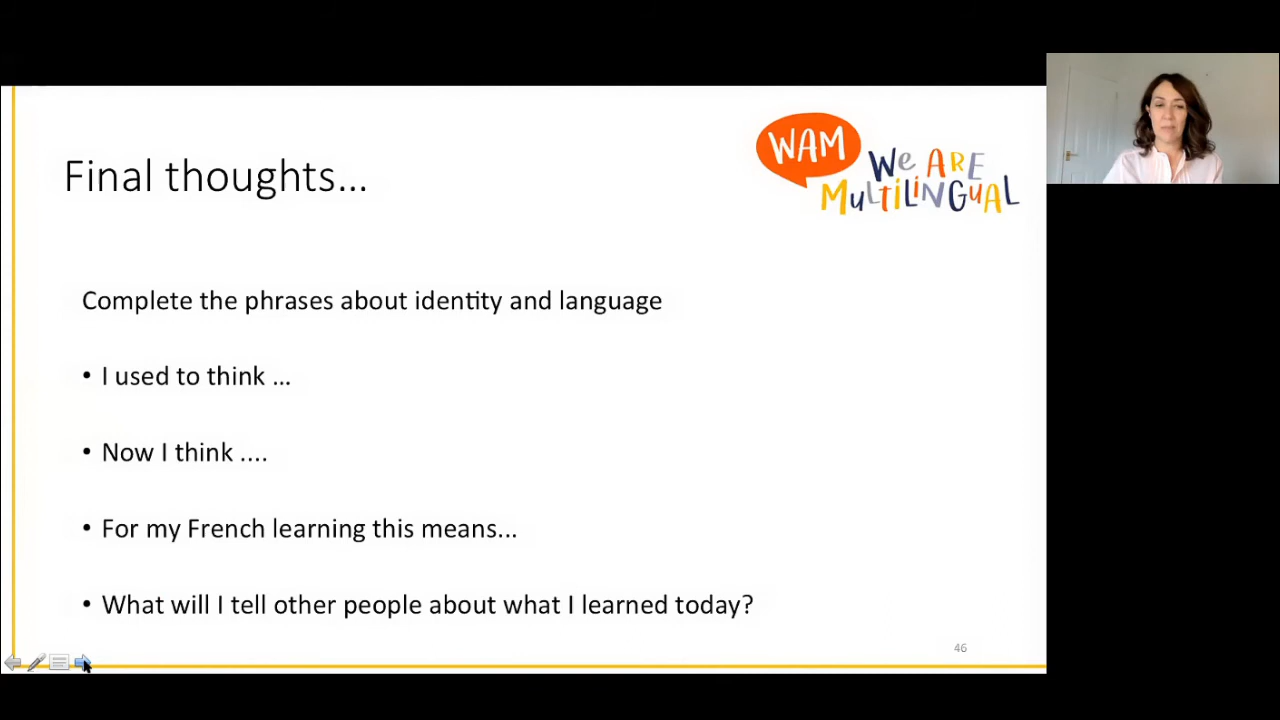 Final thoughts...
WAM
We ARE
MuLTiLiNGuAL
Complete the phrases about identity and language
• I used to think ...
• Now I think ....
• For my French learning this means...
• What will I tell other people about what I learned today?
46